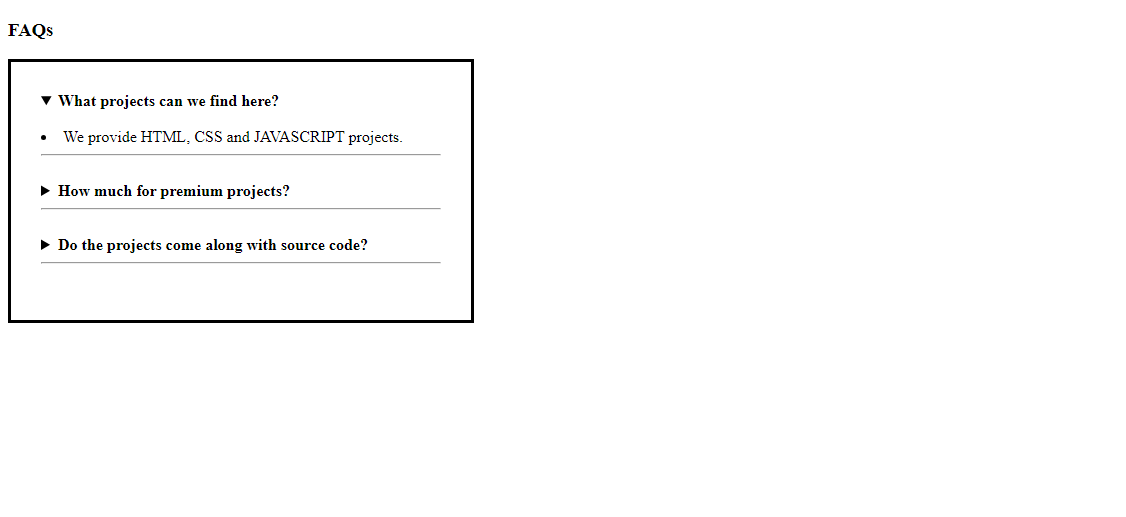 FAQs
What projects can we find here?
We provide HTML, CSS and JAVASCRIPT projects.
How much for premium projects?
Do the projects come along with source code?